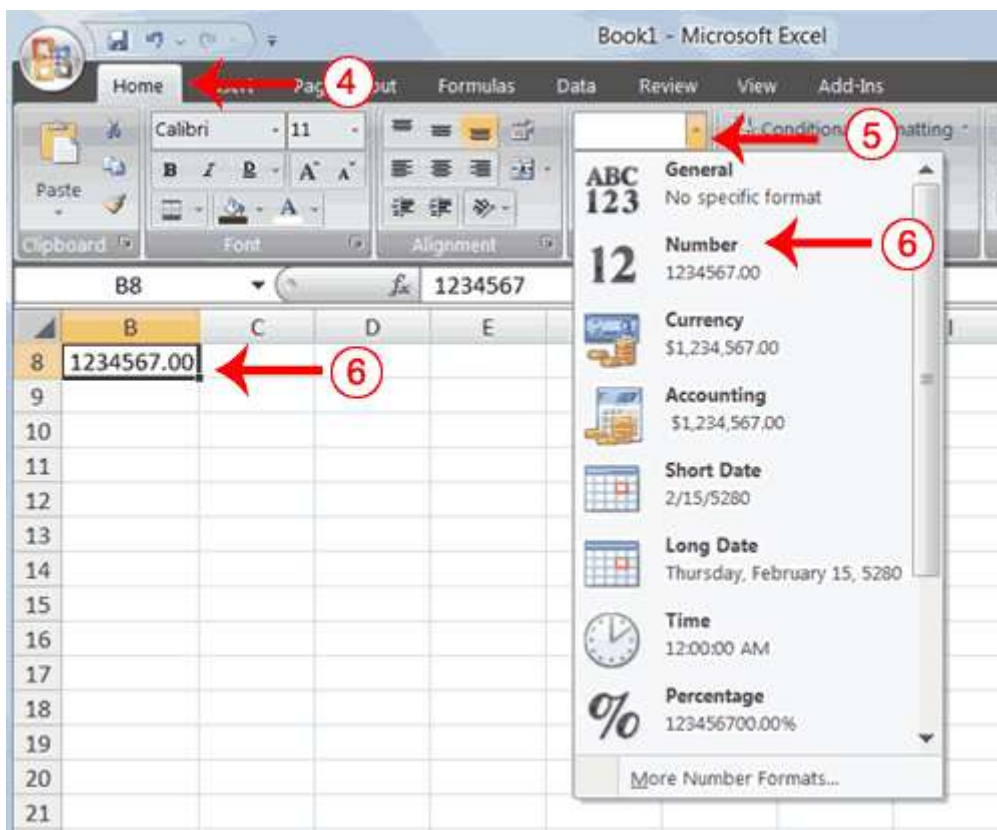 Book1 - Microsoft Excel
Home 4 Formulas Data Review View Add-Ins
Calibri 11 5
Paste B I A A
A
Clipboard Font Alignment
B8 fx 1234567
B C D E I
8 1234567.00 6
9
10
11
12
13
14
15
16
17
18
19
20
21
ABC
123
General
No specific format
12
Number 6
1234567.00
Currency
$1,234,567.00
Accounting
$1,234,567.00
Short Date
2/15/5280
Long Date
Thursday, February 15, 5280
Time
12:00:00 AM
%
Percentage
123456700.00%
More Number Formats...